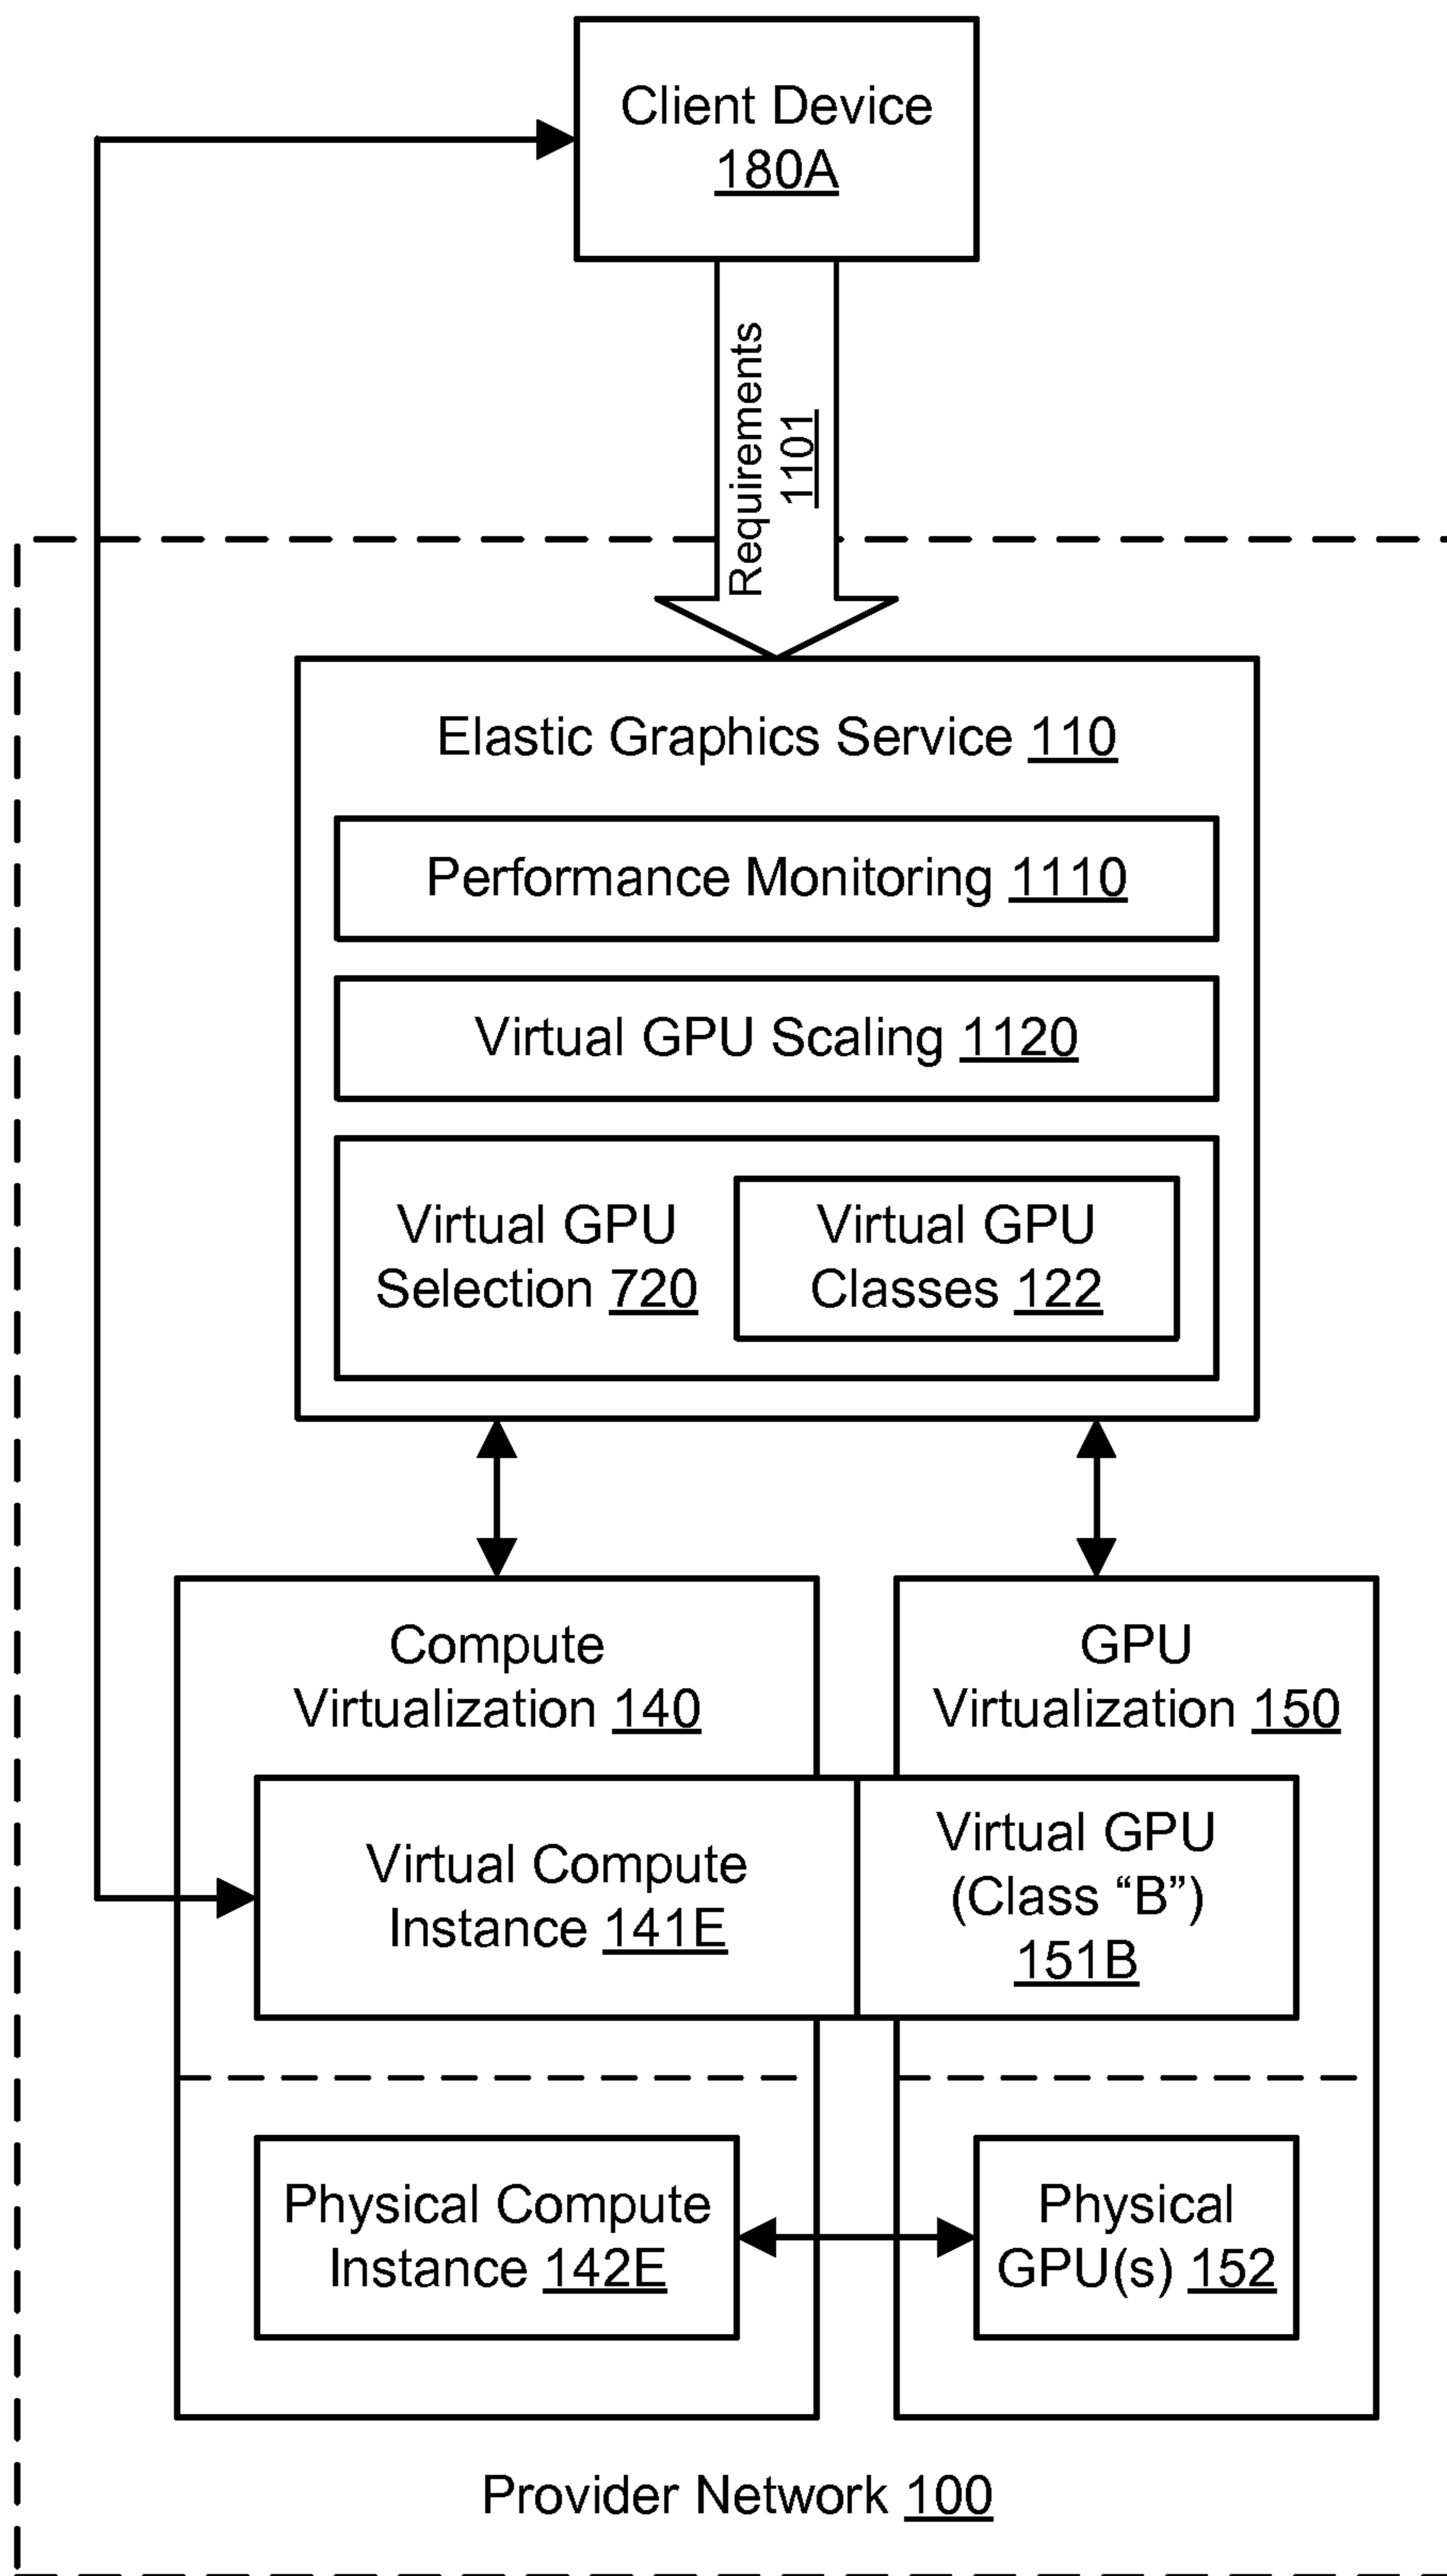 Client Device
180A
Requirements
1101
Elastic Graphics Service 110
Performance Monitoring 1110
Virtual GPU Scaling 1120
Virtual GPU
Selection 720
Virtual GPU
Classes 122
Compute
Virtualization 140
GPU
Virtualization 150
Virtual Compute
Instance 141E
Virtual GPU
(Class “B”)
151B
Physical Compute
Instance 142E
Physical
GPU(s) 152
Provider Network 100